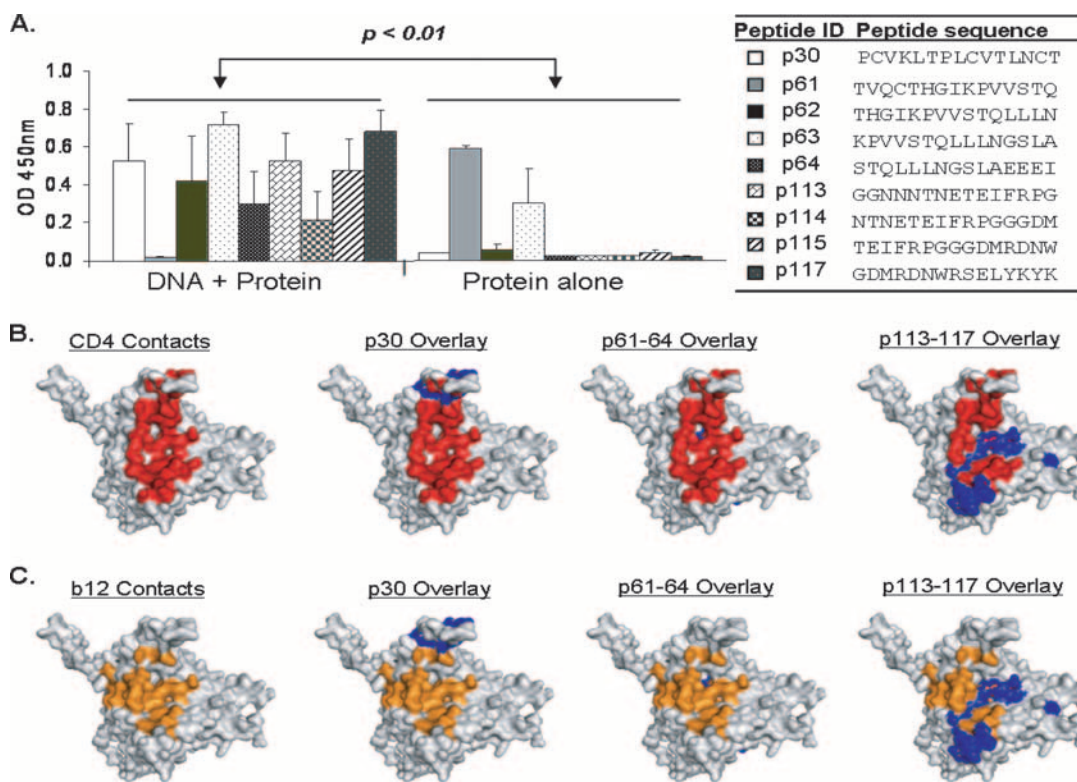 A.
p < 0.01
OD 450nm
1.0
0.8
0.6
0.4
0.2
0.0
DNA + Protein
Protein alone
Peptide ID Peptide sequence
p30 PCVKLTPLCVTLNCT
p61 TVQCTHGIKPVVSTQ
p62 THGIKPVVSTQLLLN
p63 KPVVSTQLLLNGSLA
p64 STQLLLNGSLAEEEI
p113 GGNNNTNETEIFRPG
p114 NTNETEIFRPGGGDM
p115 TEIFRPGGGDMRDNW
p117 GDMRDNWRSELYKYK
B.
CD4 Contacts
p30 Overlay
p61-64 Overlay
p113-117 Overlay
C.
b12 Contacts
p30 Overlay
p61-64 Overlay
p113-117 Overlay